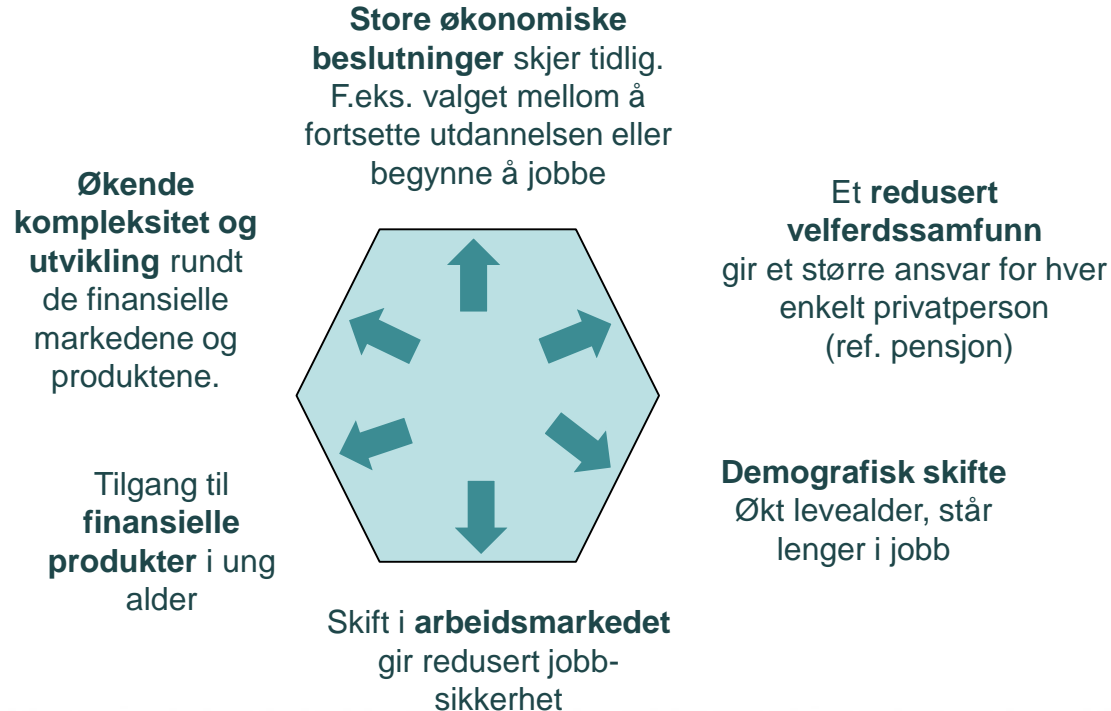 Store økonomiske
beslutninger skjer tidlig.
F.eks. valget mellom å
fortsette utdannelsen eller
begynne å jobbe
Økende
kompleksitet og
utvikling rundt
de finansielle
markedene og
produktene.
Et redusert
velferdssamfunn
gir et større ansvar for hver
enkelt privatperson
(ref. pensjon)
Tilgang til
finansielle
produkter i ung
alder
Demografisk skifte
Økt levealder, står
lenger i jobb
Skift i arbeidsmarkedet
gir redusert jobb-
sikkerhet